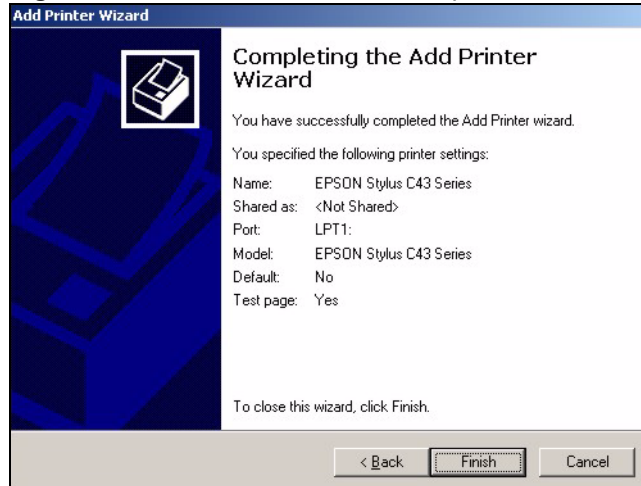 Add Printer Wizard
Completing the Add Printer
Wizard
You have successfully completed the Add Printer wizard.
You specified the following printer settings:
Name: EPSON Stylus C43 Series
Shared as: <Not Shared>
Port: LPT1:
Model: EPSON Stylus C43 Series
Default: No
Test page: Yes
To close this wizard, click Finish.
< Back Finish Cancel